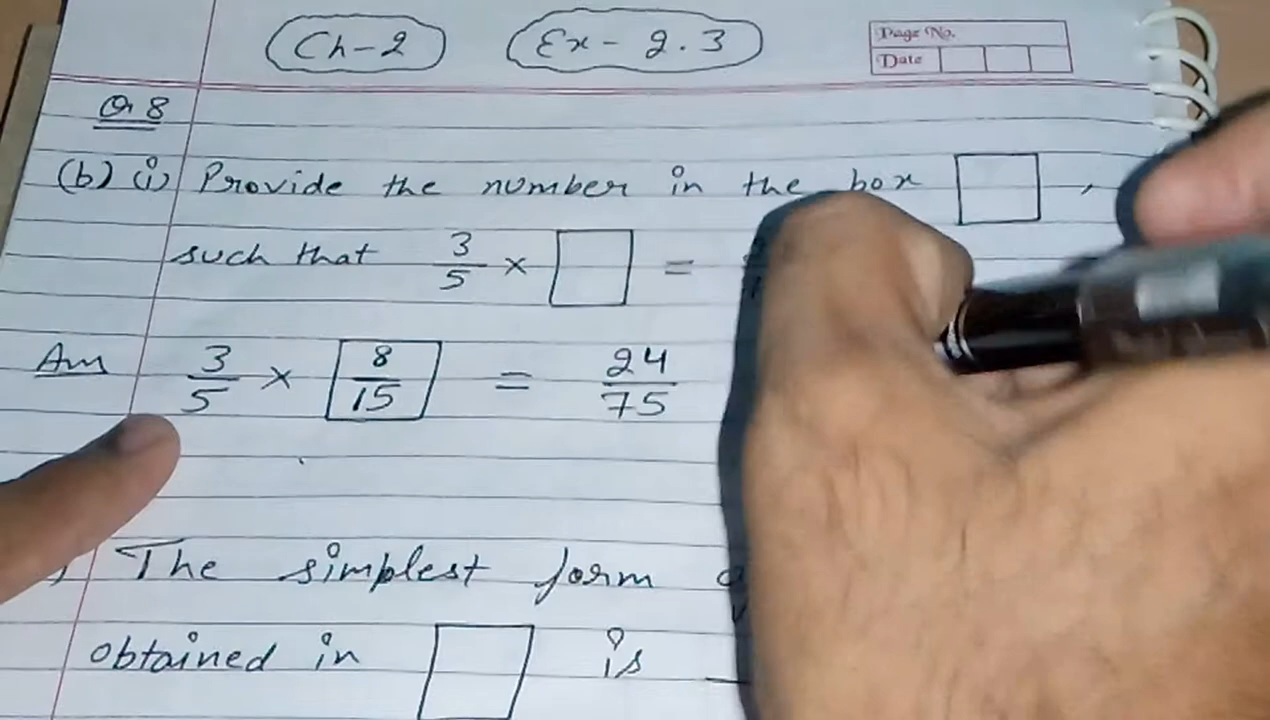 Ch-2 Ex-2.3
Page No.
Date
Q 8
(b) (i) Provide the number in the box □ ,
such that 3/5 × □ =
Ans 3/5 × 8/15 = 24/75
The simplest form
obtained in □ is